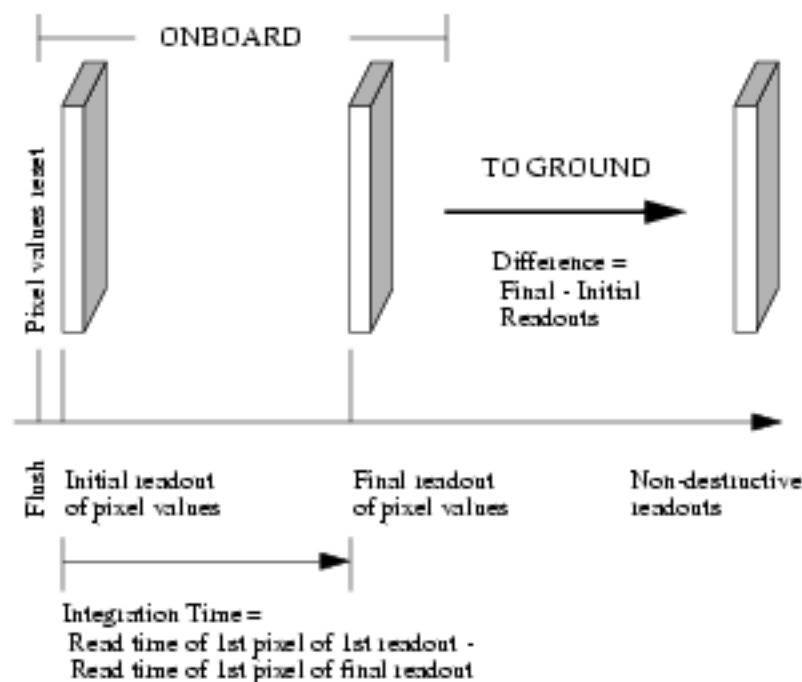 ONBOARD
Pixel values reset
TO GROUND
Difference =
Final - Initial
Readouts
Flush
Initial readout
of pixel values
Final readout
of pixel values
Non-destructive
readouts
Integration Time =
Read time of 1st pixel of 1st readout -
Read time of 1st pixel of final readout